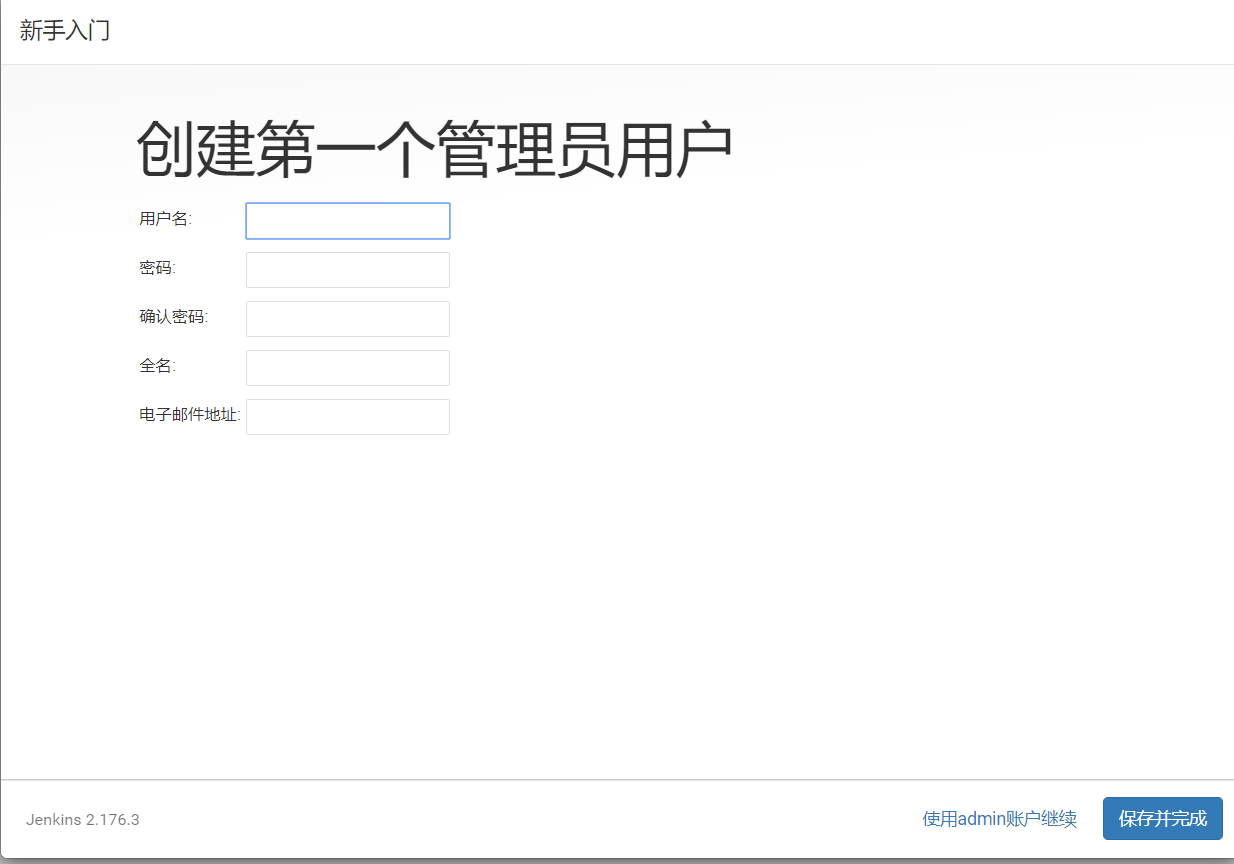 新手入门
创建第一个管理员用户
用户名:
密码:
确认密码:
全名:
电子邮件地址:
Jenkins 2.176.3
使用admin账户继续
保存并完成